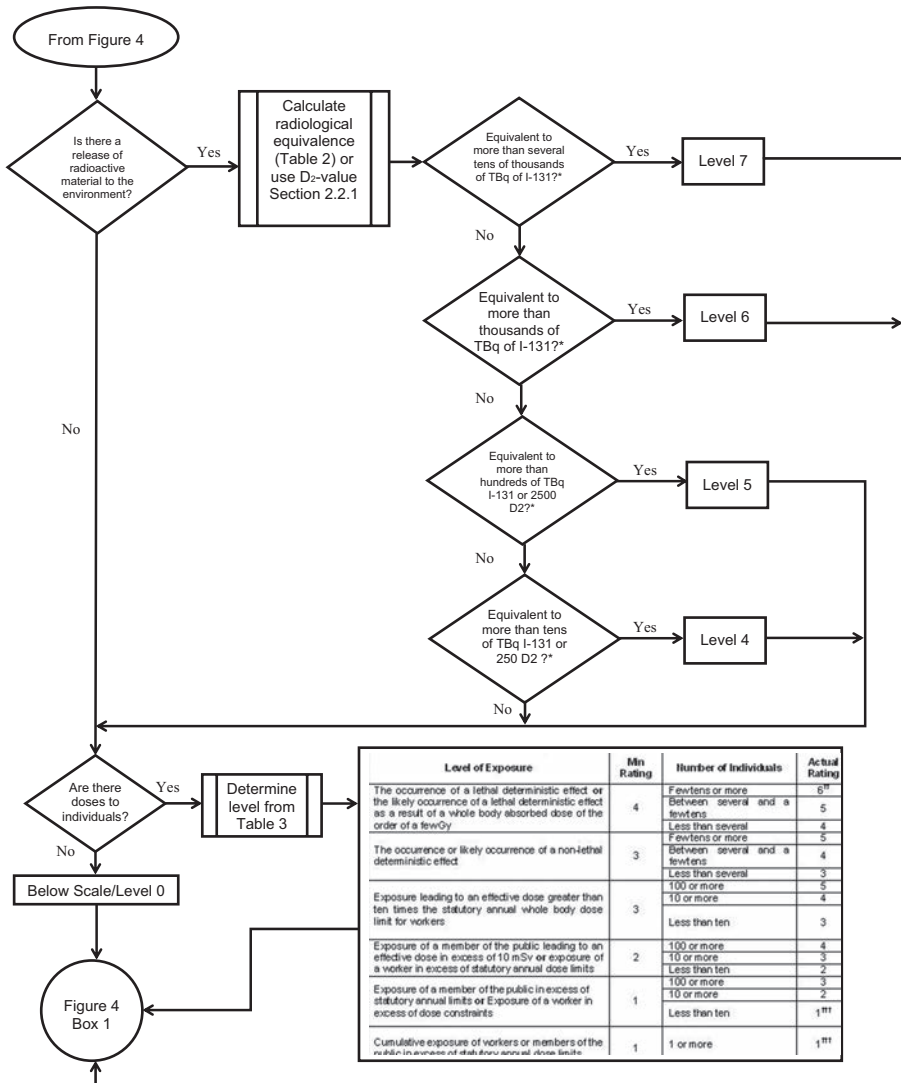 From Figure 4
Is there a
release of
radioactive
material to the
environment?
Yes
Calculate
radiological
equivalence
(Table 2) or
use D2-value
Section 2.2.1
Equivalent to
more than several
tens of thousands
of TBq of I-131?*
Yes
Level 7
No
Equivalent to
more than
thousands of
TBq of I-131?*
Yes
Level 6
No
No
Equivalent to
more than
hundreds of TBq
I-131 or 2500
D2?*
Yes
Level 5
No
Equivalent to
more than tens
of TBq I-131 or
250 D2 ?*
Yes
Level 4
No
Are there
doses to
individuals?
Yes
Determine
level from
Table 3
No
Below Scale/Level 0
Figure 4
Box 1
Level of Exposure
Min
Rating
Number of Individuals
Actual
Rating
The occurrence of a lethal deterministic effect or
the likely occurrence of a lethal deterministic effect
as a result of a whole body absorbed dose of the
order of a fewGy
4
Fewtens or more
6††
Between several and a
fewtens
5
Less than several
4
The occurrence or likely occurrence of a non-lethal
deterministic effect
3
Fewtens or more
5
Between several and a
fewtens
4
Less than several
3
Exposure leading to an effective dose greater than
ten times the statutory annual whole body dose
limit for workers
3
100 or more
5
10 or more
4
Less than ten
3
Exposure of a member of the public leading to an
effective dose in excess of 10 mSv or exposure of
a worker in excess of statutory annual dose limits
2
100 or more
4
10 or more
3
Less than ten
2
Exposure of a member of the public in excess of
statutory annual limits or Exposure of a worker in
excess of dose constraints
1
100 or more
3
10 or more
2
Less than ten
1†††
Cumulative exposure of workers or members of the
public in excess of statutory annual dose limits
1
1 or more
1†††